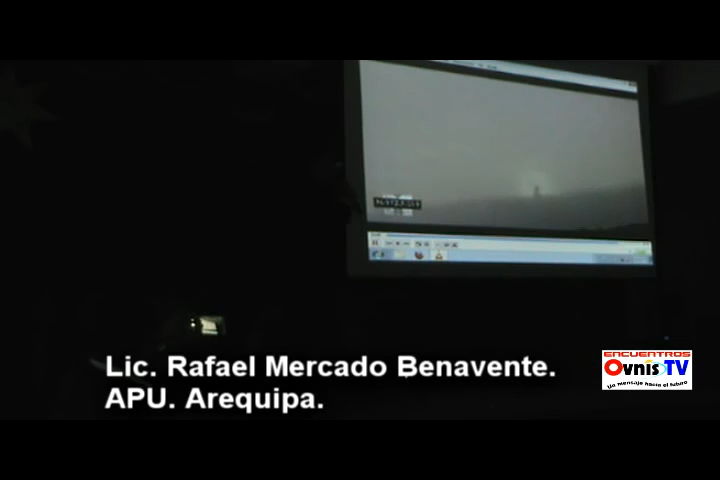 Lic. Rafael Mercado Benavente.
APU. Arequipa.
ENCUENTROS
OvnisTV
Un mensaje hacia el futuro